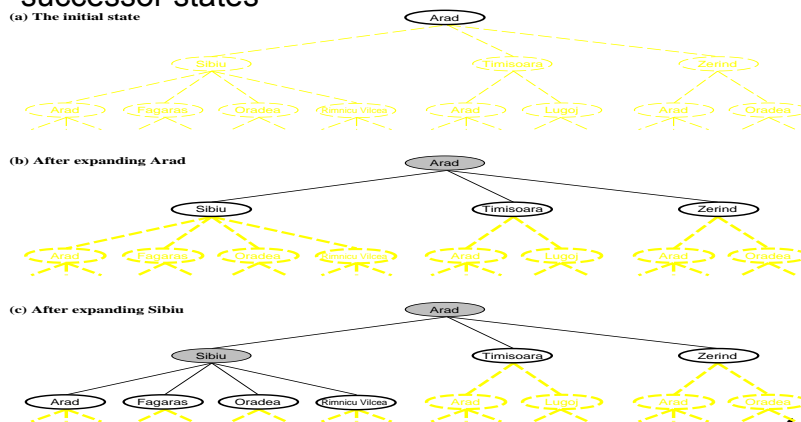 successor states
(a) The initial state
Arad
Sibiu Timisoara Zerind
Arad Fagaras Oradea Rimnicu Vilcea Arad Lugoj Arad Oradea
(b) After expanding Arad
Arad
Sibiu Timisoara Zerind
Arad Fagaras Oradea Rimnicu Vilcea Arad Lugoj Arad Oradea
(c) After expanding Sibiu
Arad
Sibiu Timisoara Zerind
Arad Fagaras Oradea Rimnicu Vilcea Arad Lugoj Arad Oradea